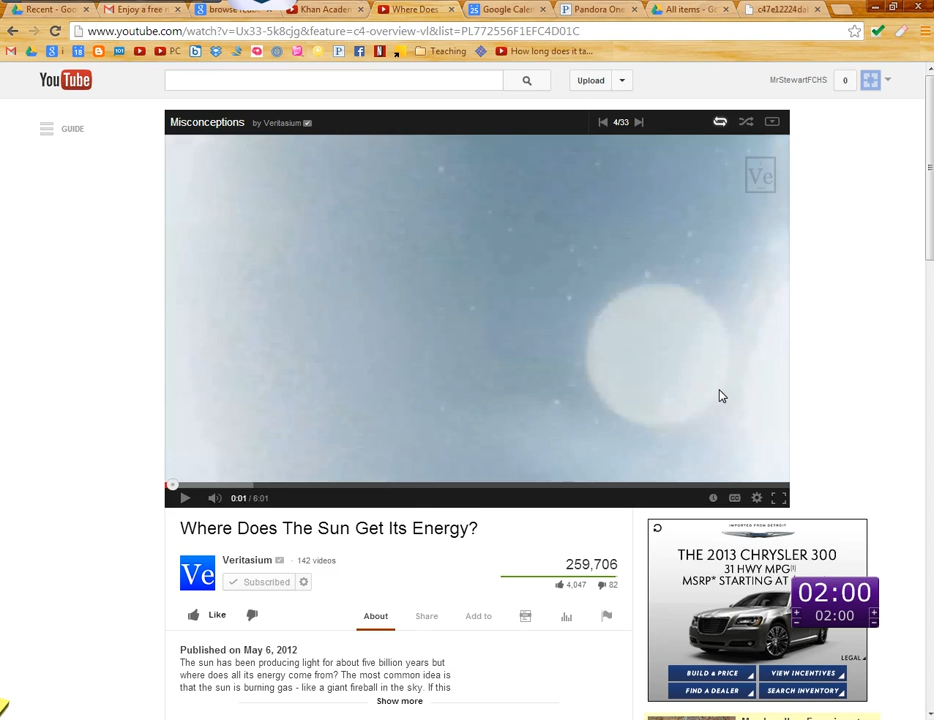 Recent - Goo
Enjoy a free m
browse
Khan Academ
Where Does
Google Calen
Pandora One
All items - Go
c47e12224da
www.youtube.com/watch?v=Ux33-5k8cjg&feature=c4-overview-vl&list=PL772556F1EFC4D01C
PC
Teaching
How long does it ta...
YouTube
Upload
MrStewartFCHS
0
GUIDE
Misconceptions by Veritasium
4/33
Ve
0:01 / 6:01
CC
Where Does The Sun Get Its Energy?
Ve
Veritasium · 142 videos
Subscribed
259,706
4,047 82
Like
About Share Add to
Published on May 6, 2012
The sun has been producing light for about five billion years but
where does all its energy come from? The most common idea is
that the sun is burning gas - like a giant fireball in the sky. If this
Show more
IMPORTED FROM DETROIT
THE 2013 CHRYSLER 300
31 HWY MPG
MSRP* STARTING AT
02:00
02:00
LEGAL
BUILD & PRICE VIEW INCENTIVES
FIND A DEALER SEARCH INVENTORY